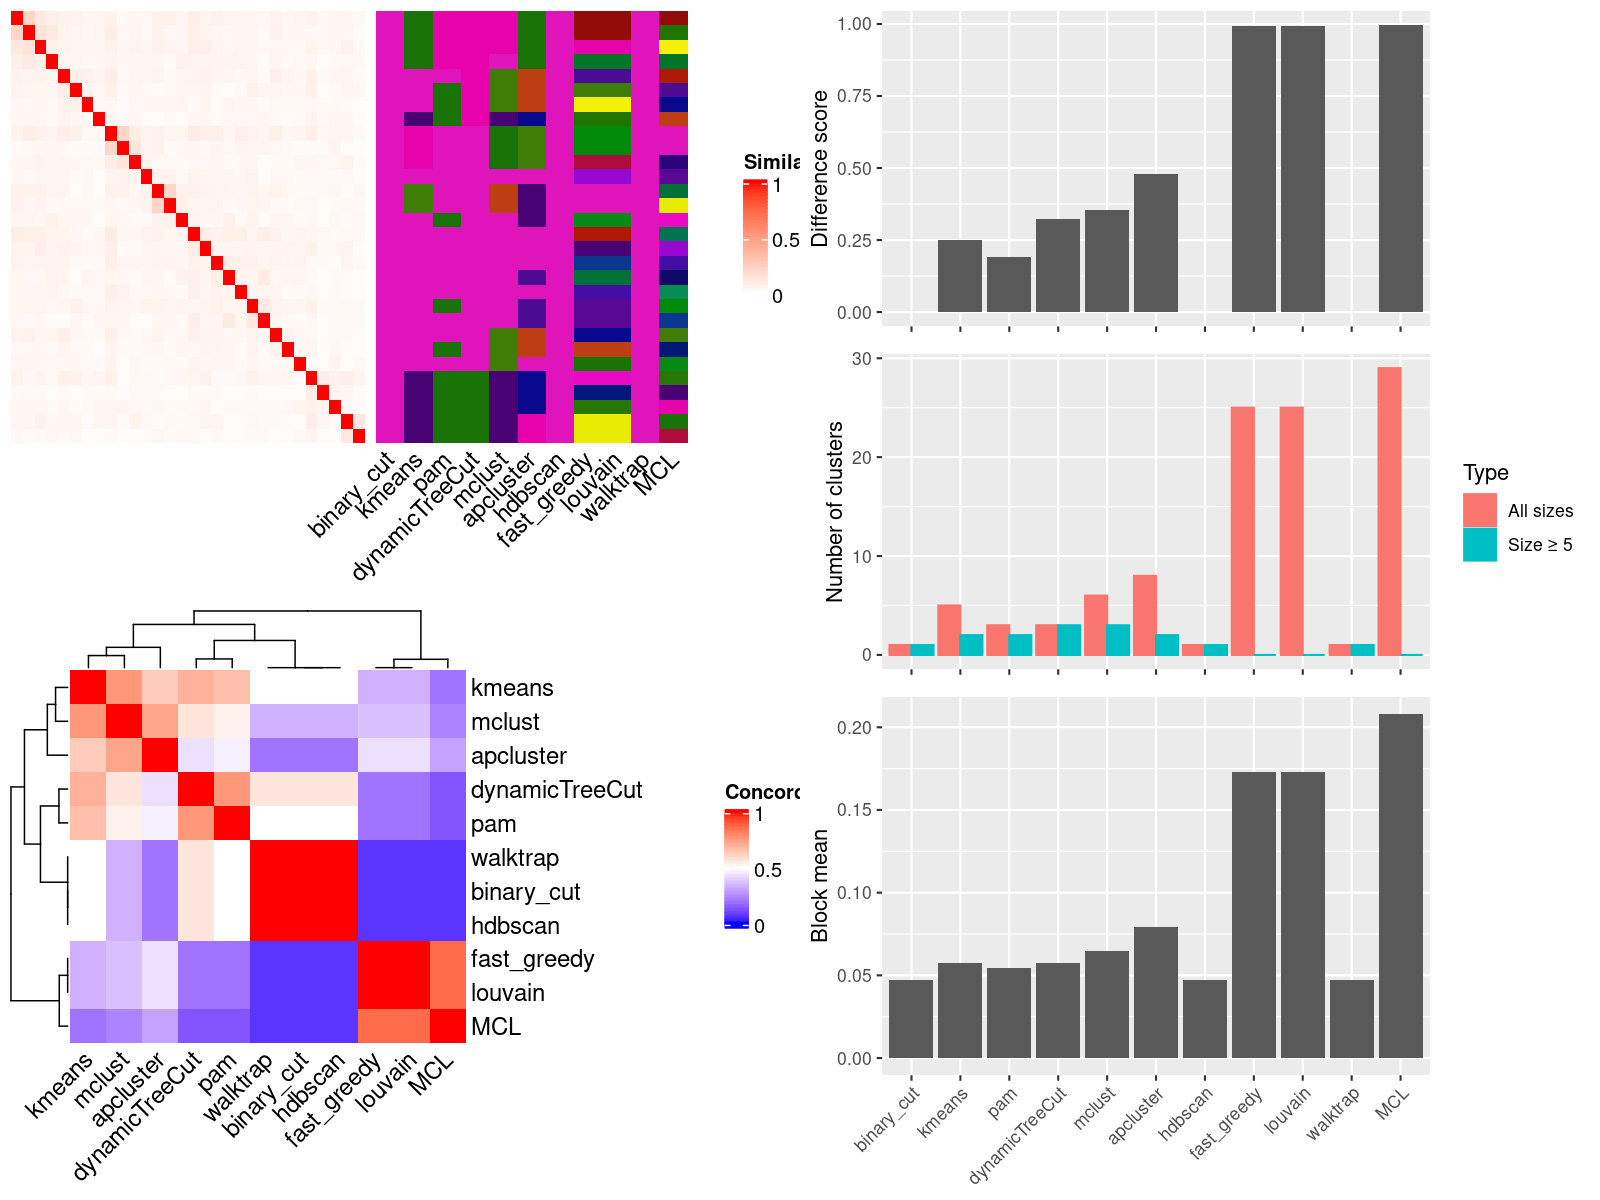 Simila
1
0.5
0
binary_cut
kmeans
pam
dynamicTreeCut
mclust
apcluster
hdbscan
fast_greedy
louvain
walktrap
MCL
kmeans
mclust
apcluster
dynamicTreeCut
pam
walktrap
binary_cut
hdbscan
fast_greedy
louvain
MCL
kmeans
mclust
apcluster
dynamicTreeCut
pam
walktrap
binary_cut
hdbscan
fast_greedy
louvain
MCL
Concord
1
0.5
0
Difference score
1.00
0.75
0.50
0.25
0.00
Number of clusters
30
20
10
0
Type
All sizes
Size ≥ 5
Block mean
0.20
0.15
0.10
0.05
0.00
binary_cut
kmeans
pam
dynamicTreeCut
mclust
apcluster
hdbscan
fast_greedy
louvain
walktrap
MCL